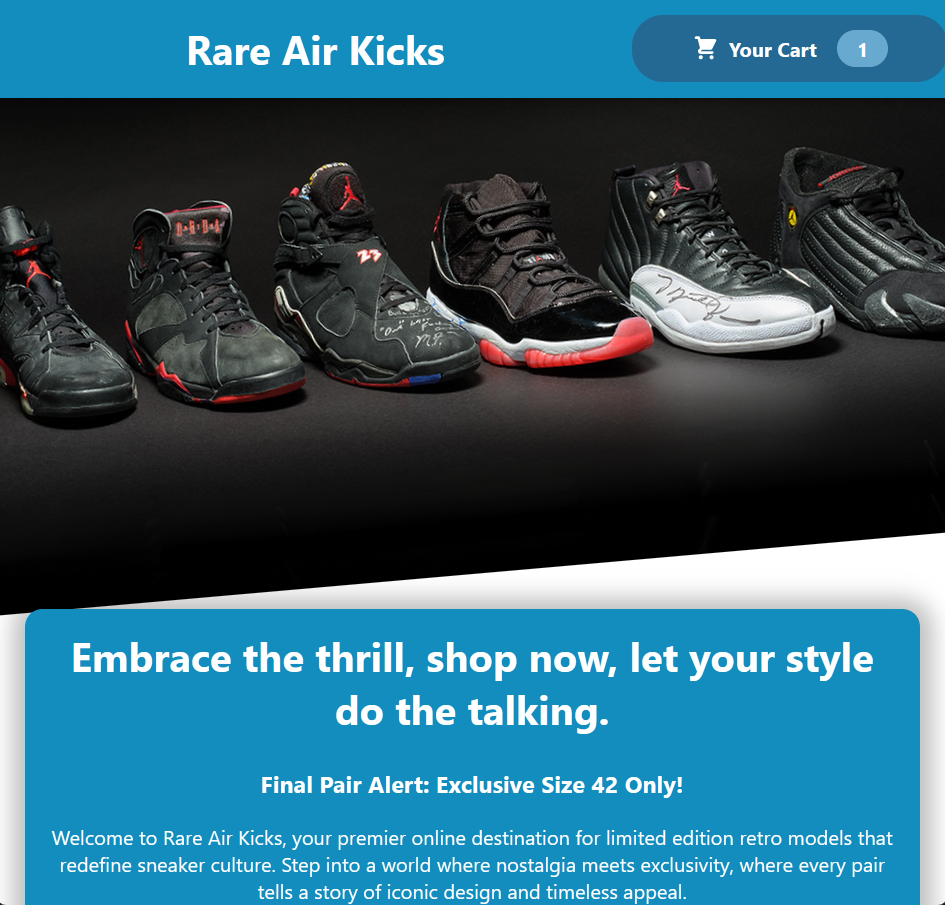 Rare Air Kicks
Your Cart
1
23
Embrace the thrill, shop now, let your style
do the talking.
Final Pair Alert: Exclusive Size 42 Only!
Welcome to Rare Air Kicks, your premier online destination for limited edition retro models that
redefine sneaker culture. Step into a world where nostalgia meets exclusivity, where every pair
tells a story of iconic design and timeless appeal.